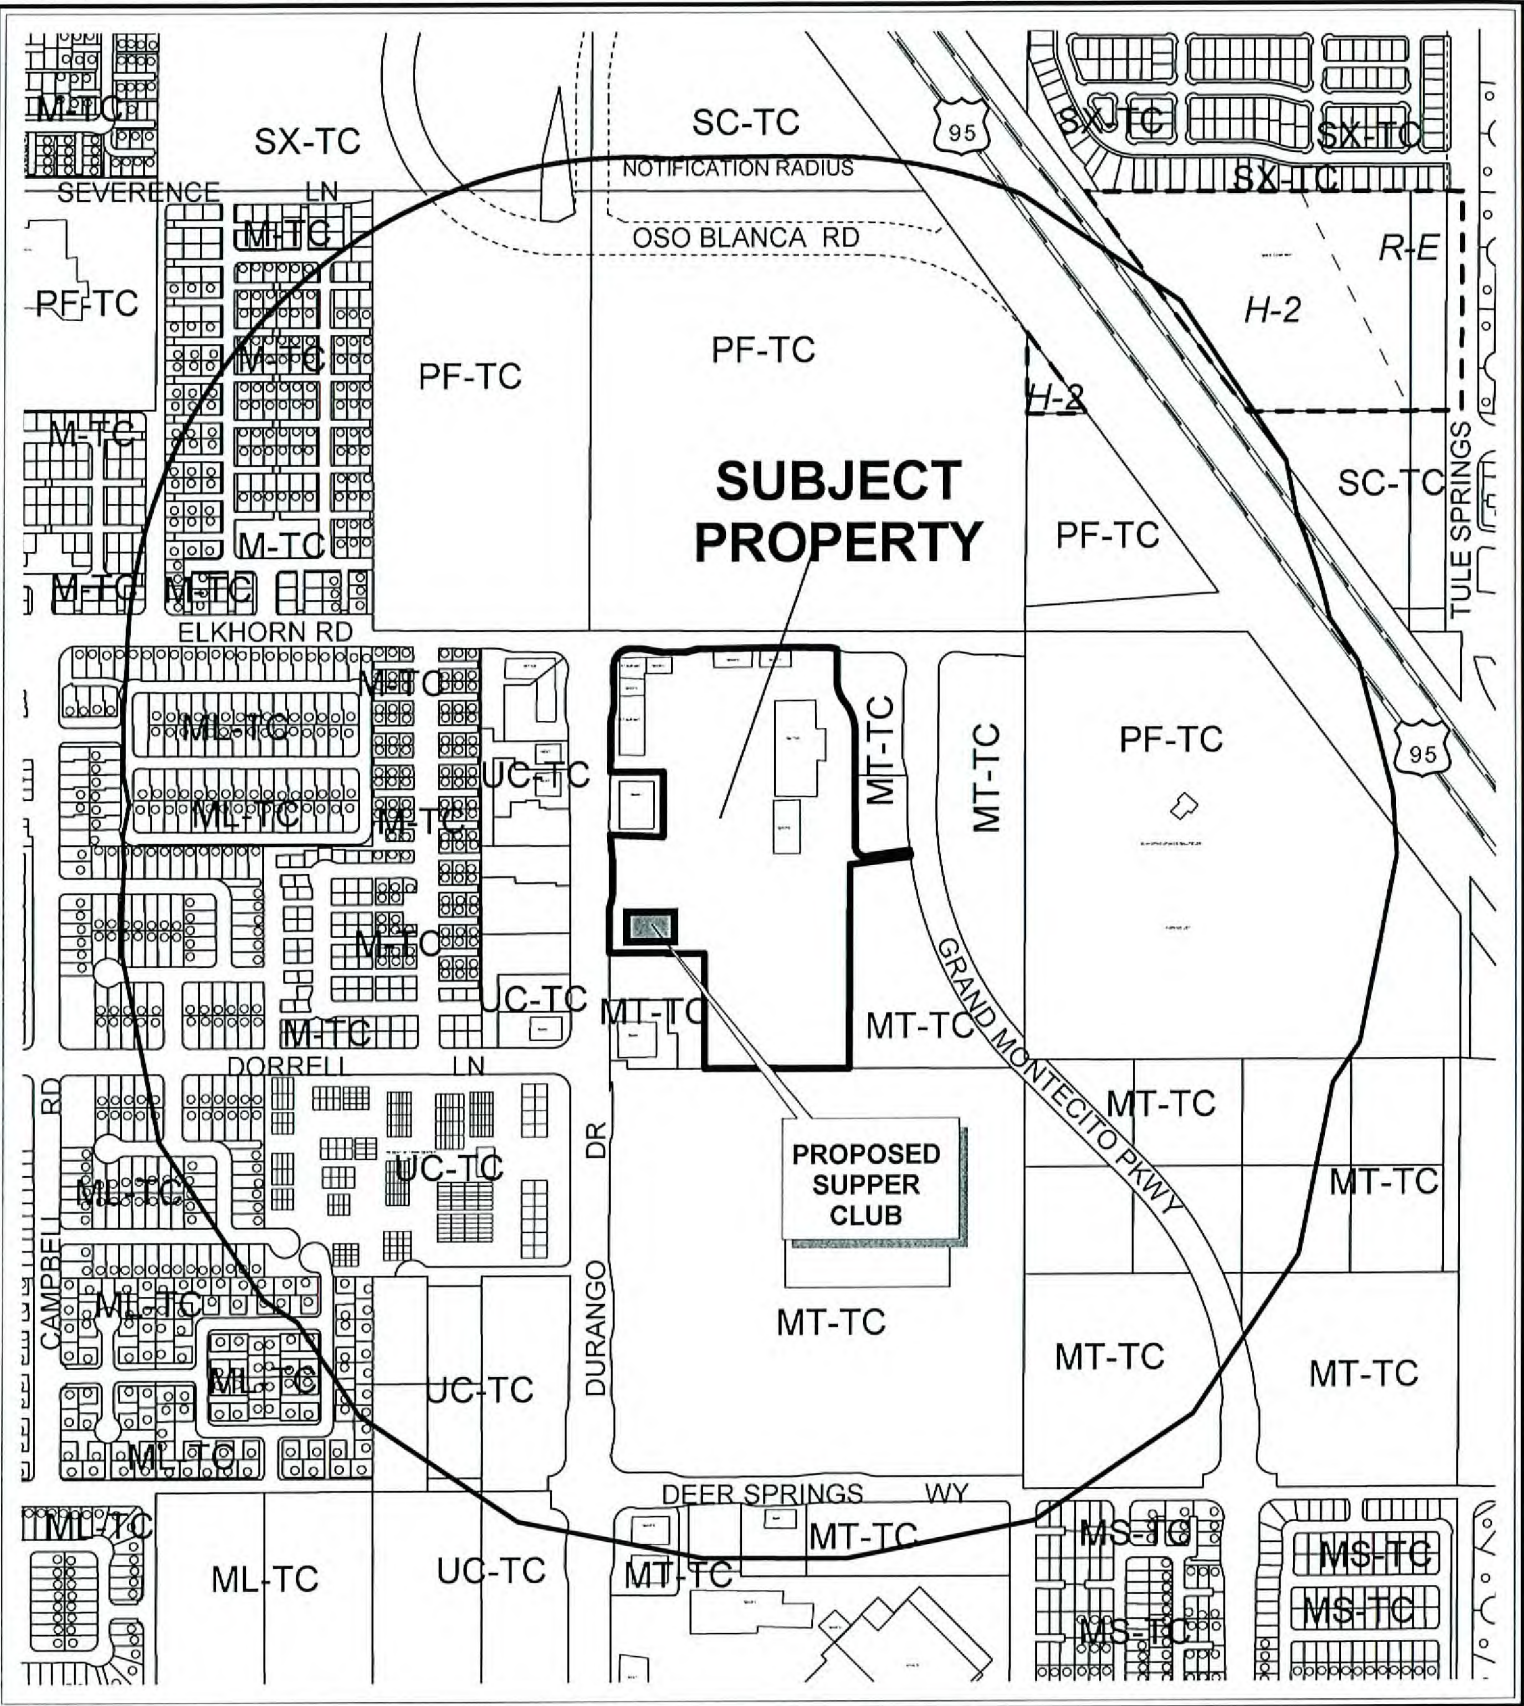 M-TC
SX-TC
SC-TC
95
SX-TC
SX-TC
NOTIFICATION RADIUS
SX-TC
SEVERENCE LN
M-TC
OSO BLANCA RD
R-E
PF-TC
H-2
M-TC
PF-TC
PF-TC
H-2
M-TC
SUBJECT
PROPERTY
SC-TC
TULE SPRINGS
M-TC
PF-TC
M-TC
M-TC
ELKHORN RD
M-TC
ML-TC
MT-TC
MT-TC
PF-TC
95
UC-TC
ML-TC
M-TC
M-TC
GRAND MONTECITO PKWY
UC-TC
MT-TC
MT-TC
M-TC
DORRELL LN
CAMPBELL RD
MT-TC
DURANGO DR
UC-TC
PROPOSED
SUPPER
CLUB
ML-TC
MT-TC
ML-TC
MT-TC
MT-TC
MT-TC
ML-TC
UC-TC
ML-TC
DEER SPRINGS WY
ML-TC
MT-TC
MS-TC
MS-TC
ML-TC
UC-TC
MT-TC
MS-TC
MS-TC